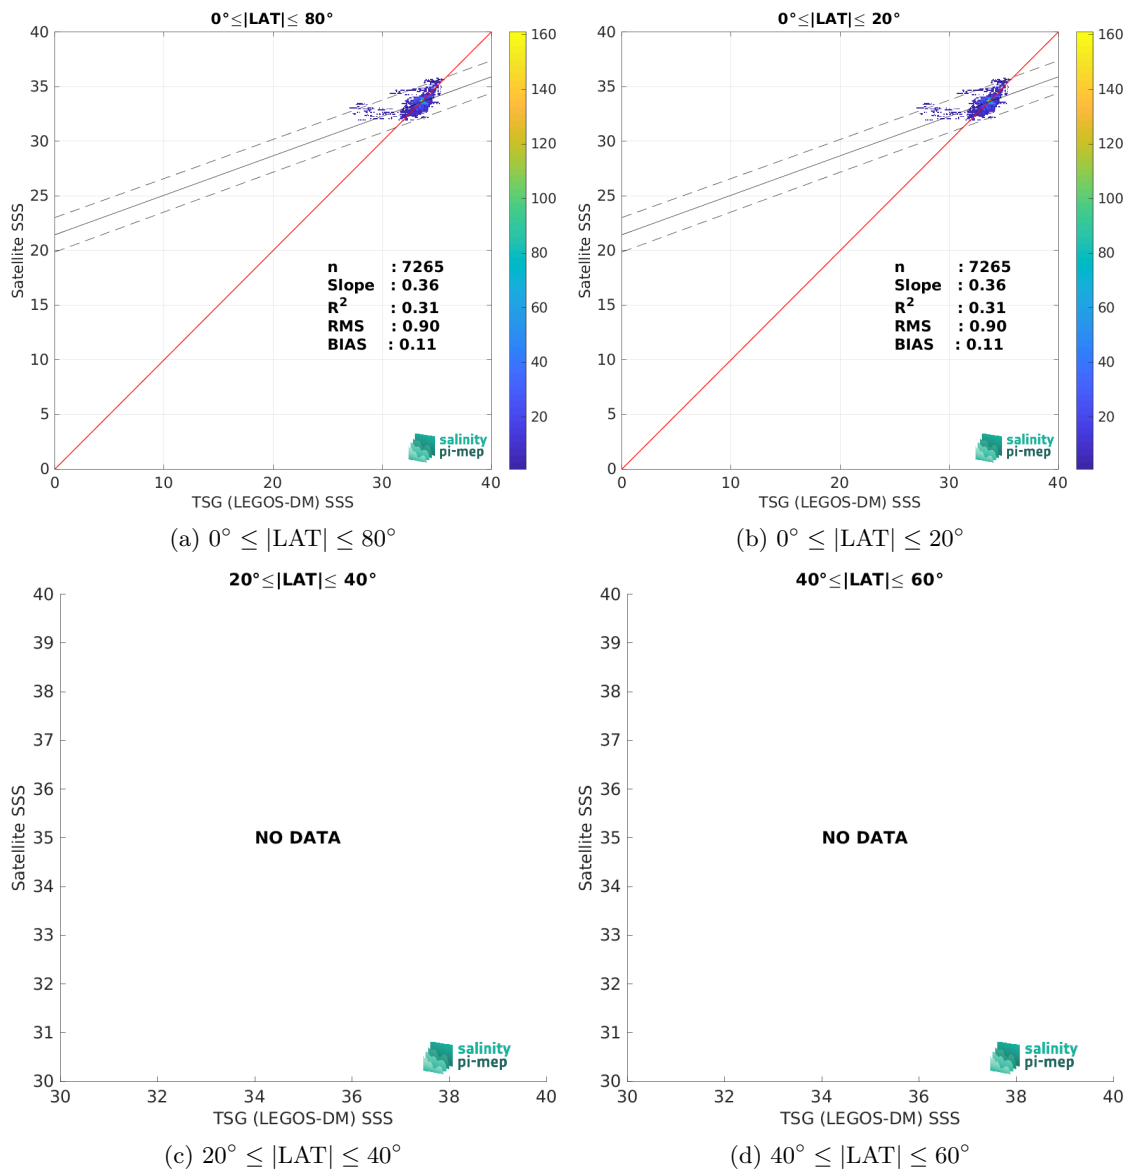 0°≤|LAT|≤ 80°
40
35
30
25
20
15
10
5
0
Satellite SSS
n : 7265
Slope : 0.36
R2 : 0.31
RMS : 0.90
BIAS : 0.11
salinity
pi-mep
0 10 20 30 40
TSG (LEGOS-DM) SSS
160
140
120
100
80
60
40
20
(a) 0° ≤ |LAT| ≤ 80°
0°≤|LAT|≤ 20°
40
35
30
25
20
15
10
5
0
Satellite SSS
n : 7265
Slope : 0.36
R2 : 0.31
RMS : 0.90
BIAS : 0.11
salinity
pi-mep
0 10 20 30 40
TSG (LEGOS-DM) SSS
160
140
120
100
80
60
40
20
(b) 0° ≤ |LAT| ≤ 20°
20°≤|LAT|≤ 40°
40
39
38
37
36
35
34
33
32
31
30
Satellite SSS
NO DATA
salinity
pi-mep
30 32 34 36 38 40
TSG (LEGOS-DM) SSS
(c) 20° ≤ |LAT| ≤ 40°
40°≤|LAT|≤ 60°
40
39
38
37
36
35
34
33
32
31
30
Satellite SSS
NO DATA
salinity
pi-mep
30 32 34 36 38 40
TSG (LEGOS-DM) SSS
(d) 40° ≤ |LAT| ≤ 60°